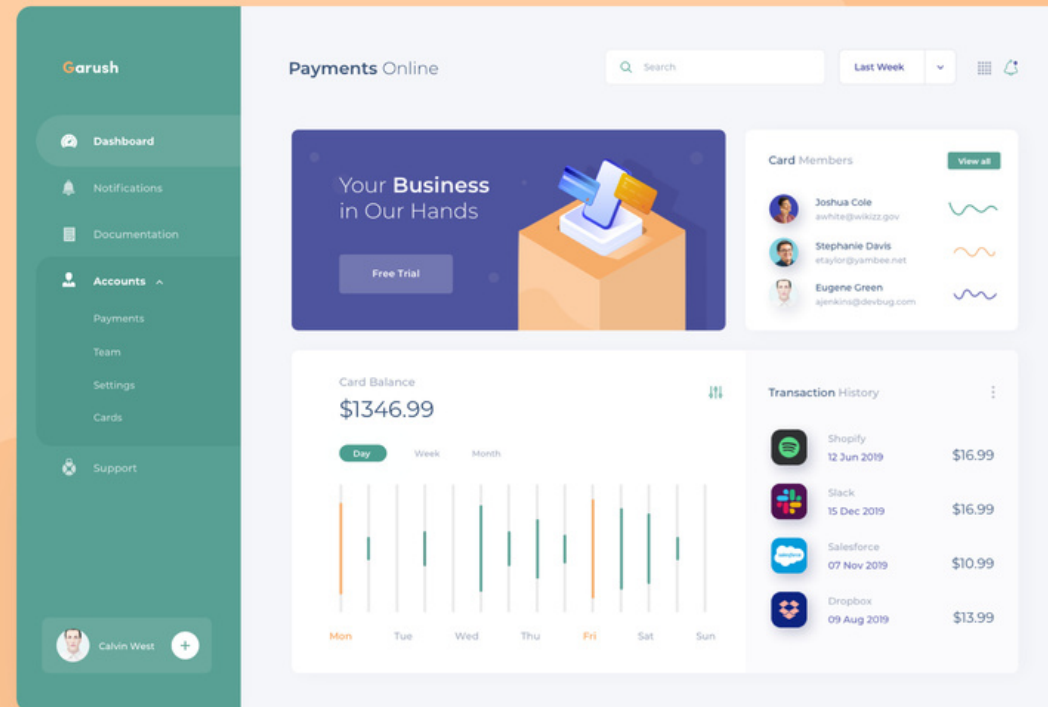 Garush
Dashboard
Notifications
Documentation
Accounts
Payments
Team
Settings
Cards
Support
Calvin West
Payments Online
Search
Last Week
Your Business
in Our Hands
Free Trial
Card Members
View all
Joshua Cole
awhite@wikizz.gov
Stephanie Davis
etaylor@yambee.net
Eugene Green
ajenkins@devbug.com
Card Balance
$1346.99
Day Week Month
Mon Tue Wed Thu Fri Sat Sun
Transaction History
Shopify
12 Jun 2019
$16.99
Slack
15 Dec 2019
$16.99
salesforce
Salesforce
07 Nov 2019
$10.99
Dropbox
09 Aug 2019
$13.99